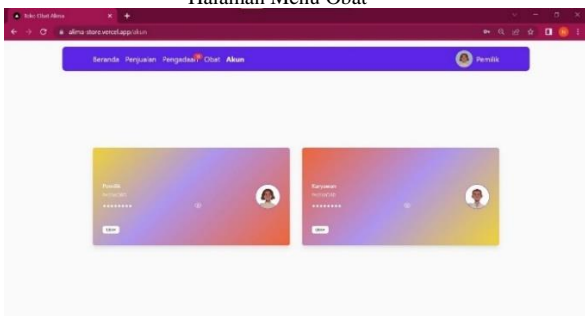 Halaman Menu Obat
Toko Obat Alima
alima-store.vercel.app/akun
Beranda Penjualan Pengadaan Obat Akun
Pemilik
Pemilik
••••••••
Karyawan
••••••••